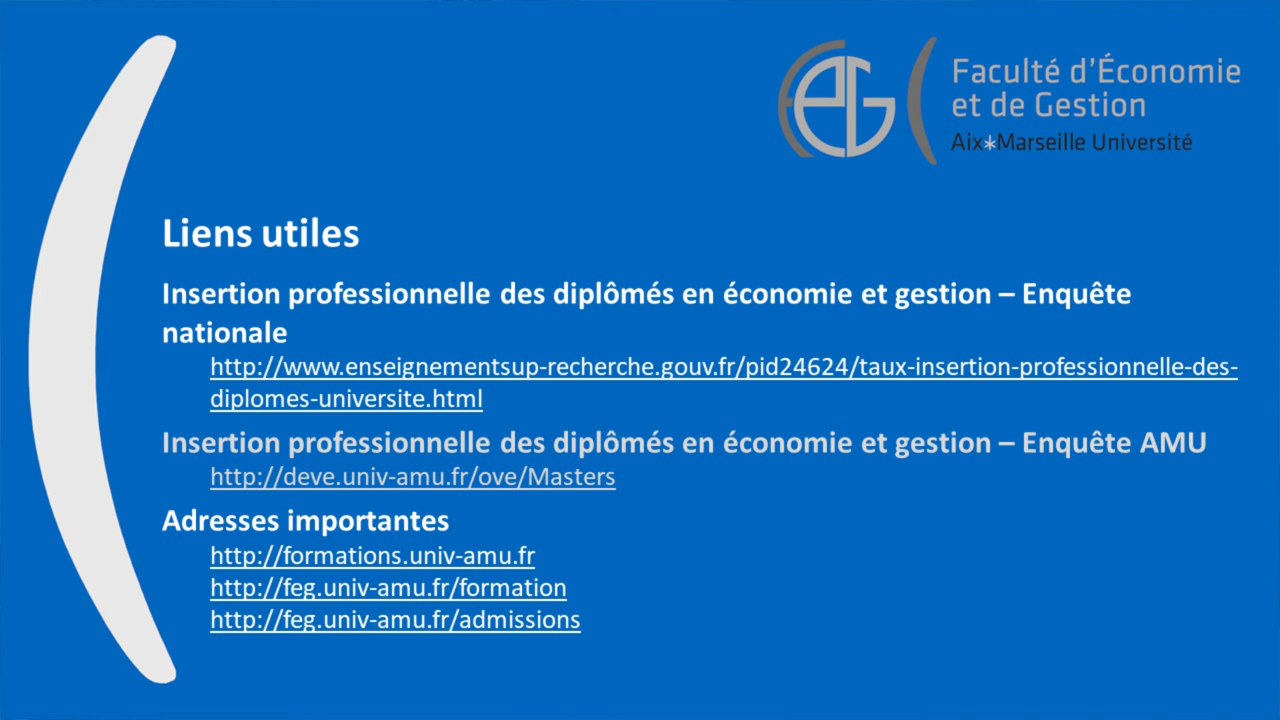 FEG
Faculté d'Économie
et de Gestion
Aix*Marseille Université
Liens utiles
Insertion professionnelle des diplômés en économie et gestion – Enquête
nationale
http://www.enseignementsup-recherche.gouv.fr/pid24624/taux-insertion-professionnelle-des-
diplomes-universite.html
Insertion professionnelle des diplômés en économie et gestion – Enquête AMU
http://deve.univ-amu.fr/ove/Masters
Adresses importantes
http://formations.univ-amu.fr
http://feg.univ-amu.fr/formation
http://feg.univ-amu.fr/admissions